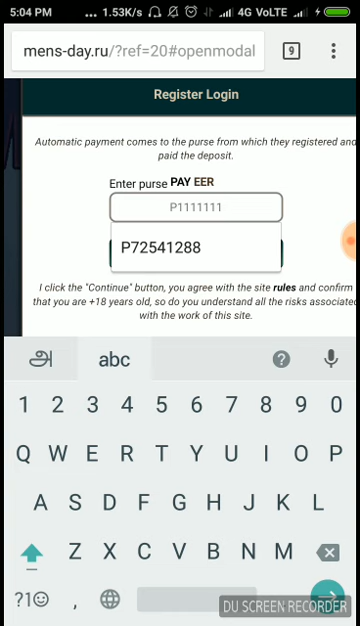 5:04 PM ... 1.53K/s 4G VoLTE
mens-day.ru/?ref=20#openmodal 9
Register Login
Automatic payment comes to the purse from which they registered and
paid the deposit.
Enter purse PAYEER
P1111111
P72541288
I click the "Continue" button, you agree with the site rules and confirm
that you are +18 years old, so do you understand all the risks associate
with the work of this site.
அ abc ?
1 2 3 4 5 6 7 8 9 0
Q W E R T Y U I O P
A S D F G H J K L
Z X C V B N M
?1☺ ,
DU SCREEN RECORDER